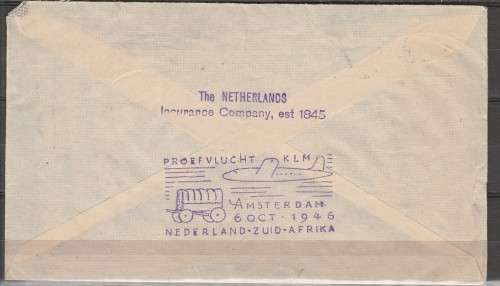 The NETHERLANDS
Insurance Company, est 1845
PROEFVLUCHT KLM
AMSTERDAM
6 OCT · 1946
NEDERLAND-ZUID-AFRIKA